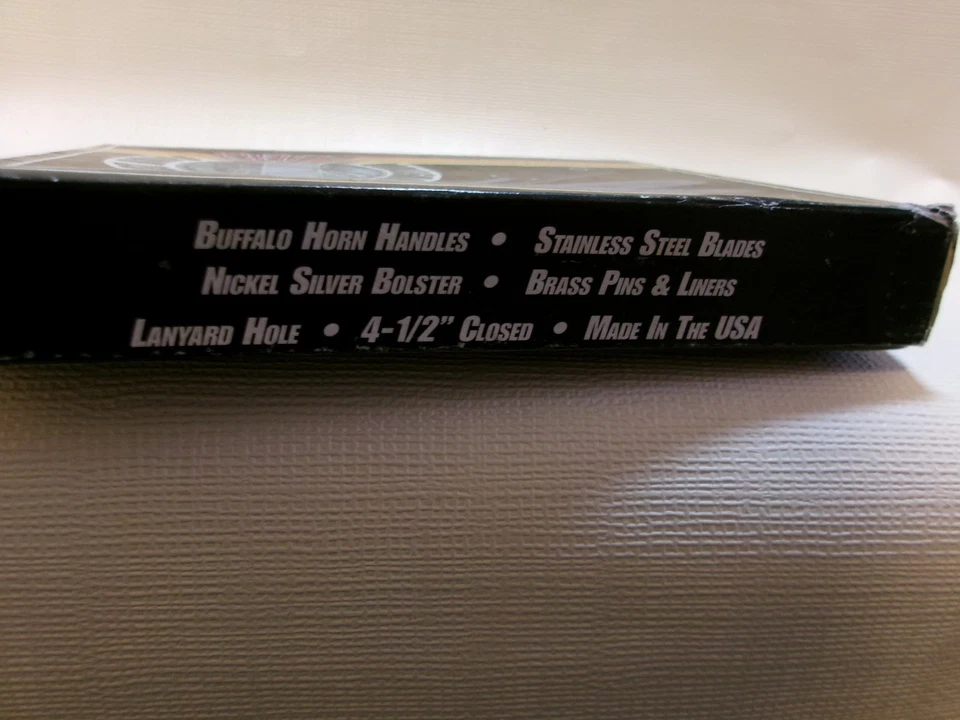 Buffalo Horn Handles • Stainless Steel Blades
Nickel Silver Bolster • Brass Pins & Liners
Lanyard Hole • 4-1/2" Closed • Made In The USA